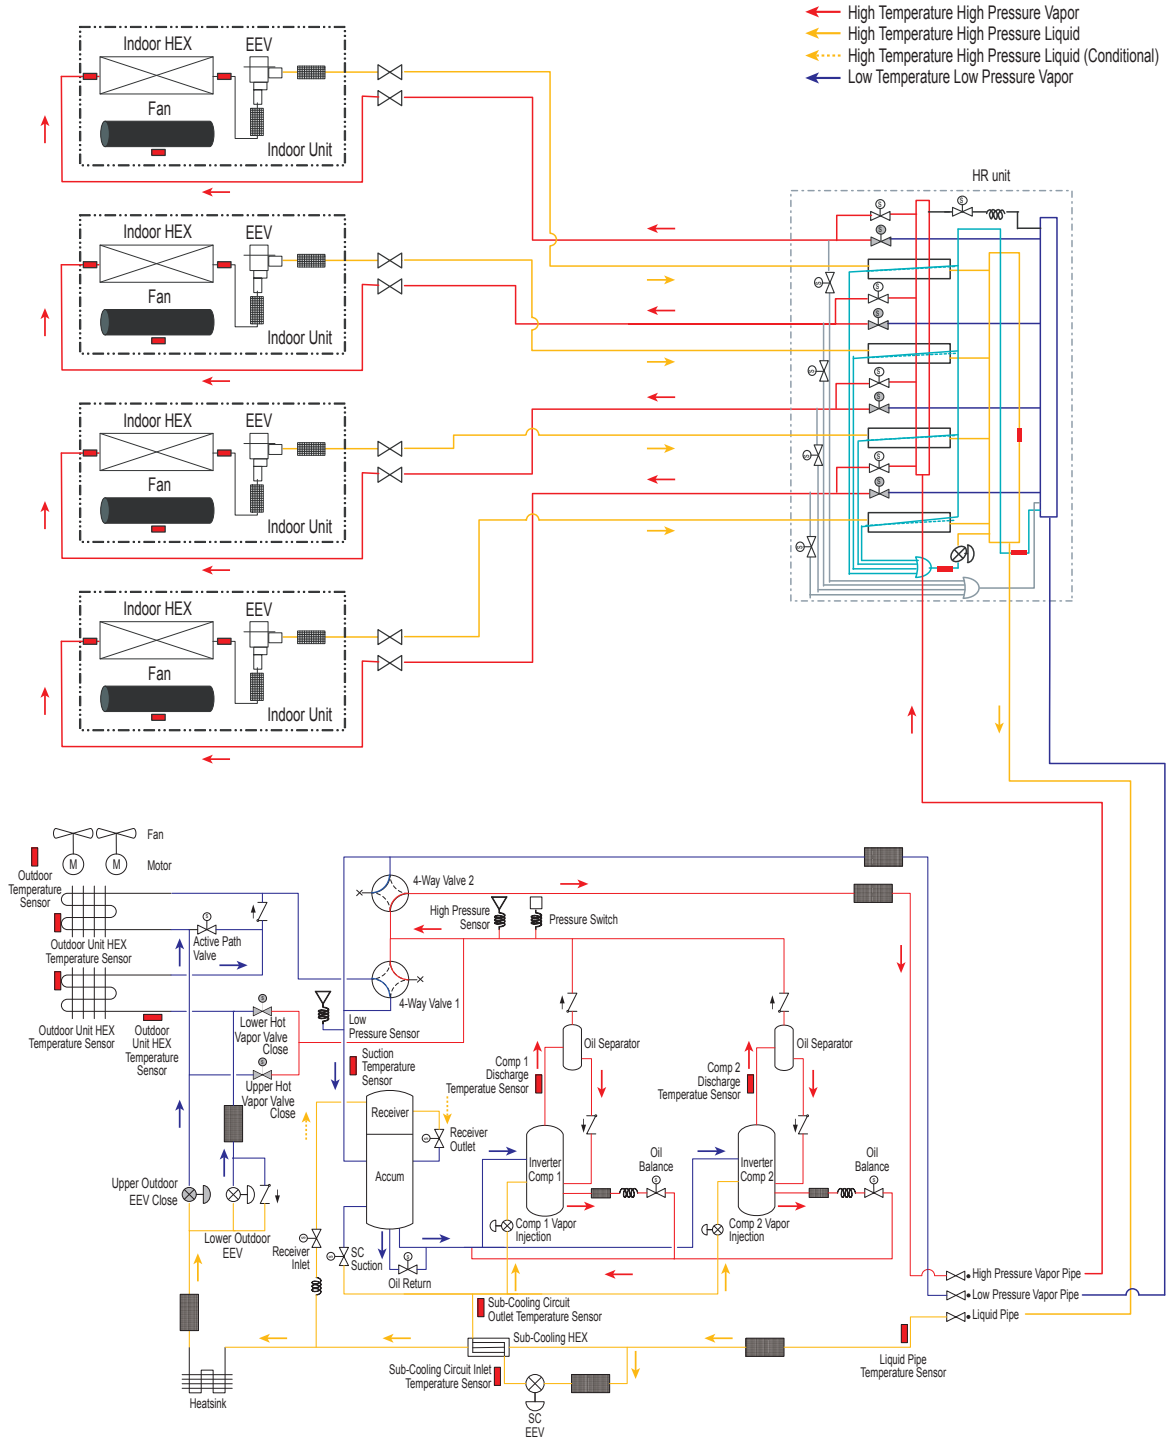 High Temperature High Pressure Vapor
High Temperature High Pressure Liquid
High Temperature High Pressure Liquid (Conditional)
Low Temperature Low Pressure Vapor
Indoor HEX
EEV
Fan
Indoor Unit
HR unit
S
S
S
S
S
Indoor HEX
EEV
Fan
Indoor Unit
S
S
S
S
Indoor HEX
EEV
Fan
Indoor Unit
S
S
S
Indoor HEX
EEV
Fan
Indoor Unit
Fan
M
M
Motor
Outdoor
Temperature
Sensor
4-Way Valve 2
High Pressure
Sensor
Pressure Switch
S
Outdoor Unit HEX
Temperature Sensor
Active Path
Valve
4-Way Valve 1
Outdoor Unit HEX
Temperature Sensor
Outdoor
Unit HEX
Temperature
Sensor
S
Lower Hot
Vapor Valve
Close
S
Upper Hot
Vapor Valve
Close
Low
Pressure Sensor
Suction
Temperature
Sensor
Comp 1
Discharge
Temperatue Sensor
Oil Separator
Comp 2
Discharge
Temperatue Sensor
Oil Separator
Receiver
S
Receiver
Outlet
Accum
Inverter
Comp 1
Oil
Balance
S
Inverter
Comp 2
Oil
Balance
S
Upper Outdoor
EEV Close
Lower Outdoor
EEV
S
Receiver
Inlet
S
SC
Suction
S
Oil Return
Comp 1 Vapor
Injection
Comp 2 Vapor
Injection
High Pressure Vapor Pipe
Low Pressure Vapor Pipe
Liquid Pipe
Sub-Cooling Circuit
Outlet Temperature Sensor
Sub-Cooling HEX
Sub-Cooling Circuit Inlet
Temperature Sensor
Liquid Pipe
Temperature Sensor
Heatsink
SC
EEV